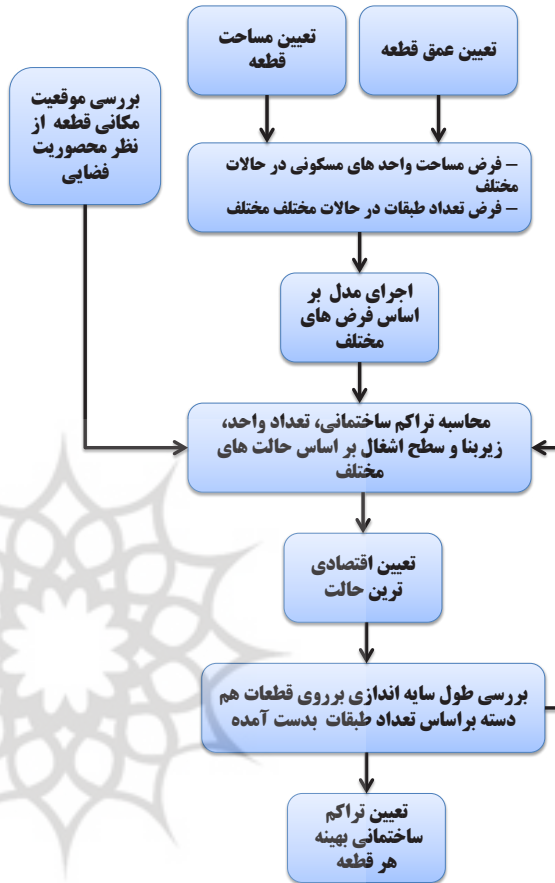 تعیین مساحت
قطعه
تعیین عمق قطعه
بررسی موقعیت
مکانی قطعه از
نظر محصوریت
فضایی
– فرض مساحت واحد های مسکونی در حالات
مختلف
– فرض تعداد طبقات در حالات مختلف مختلف
اجرای مدل بر
اساس فرض های
مختلف
محاسبه تراکم ساختمانی، تعداد واحد،
زیربنا و سطح اشغال بر اساس حالت های
مختلف
تعیین اقتصادی
ترین حالت
بررسی طول سایه اندازی برروی قطعات هم
دسته براساس تعداد طبقات بدست آمده
تعیین تراکم
ساختمانی بهینه
هر قطعه